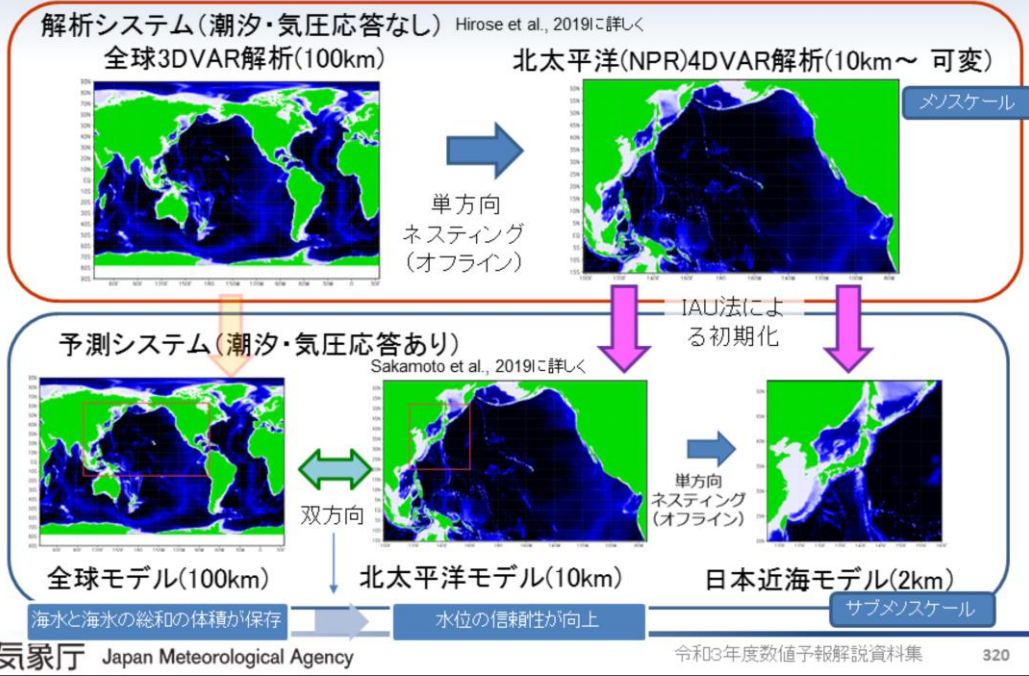 解析システム(潮汐・気圧応答なし) Hirose et al., 2019に詳しく
全球3DVAR解析(100km)
北太平洋(NPR)4DVAR解析(10km～ 可変)
メソスケール
単方向
ネスティング
(オフライン)
IAU法によ
る初期化
予測システム(潮汐・気圧応答あり)
Sakamoto et al., 2019に詳しく
双方向
単方向
ネスティング
(オフライン)
全球モデル(100km)
北太平洋モデル(10km)
日本近海モデル(2km)
サブメソスケール
海水と海氷の総和の体積が保存
水位の信頼性が向上
気象庁 Japan Meteorological Agency
令和3年度数値予報解説資料集
320